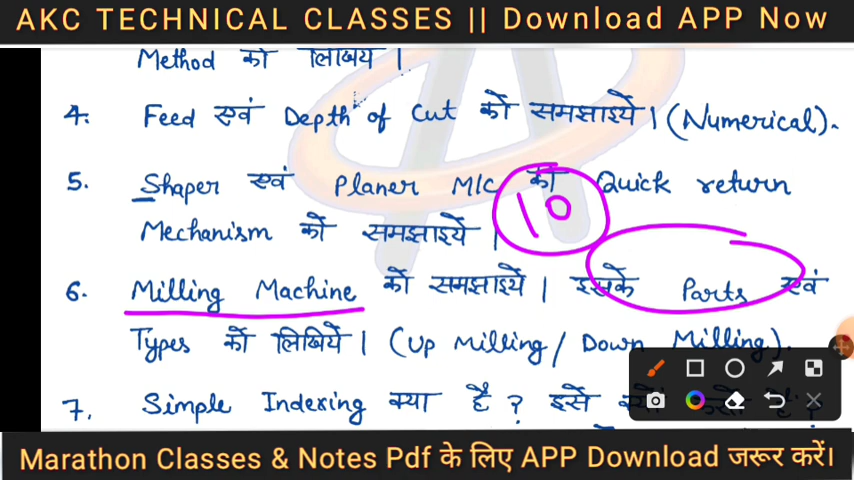 AKC TECHNICAL CLASSES || Download APP Now
Method को लिखिये |
4. Feed एवं Depth of Cut को समझाइये | (Numerical).
5. Shaper एवं Planer M/C की Quick return
10
Mechanism को समझाइये |
6. Milling Machine को समझाइये | इसके Parts एवं
Types को लिखिये | (Up Milling / Down Milling).
7. Simple Indexing क्या है ? इसे
Marathon Classes & Notes Pdf के लिए APP Download जरूर करें।